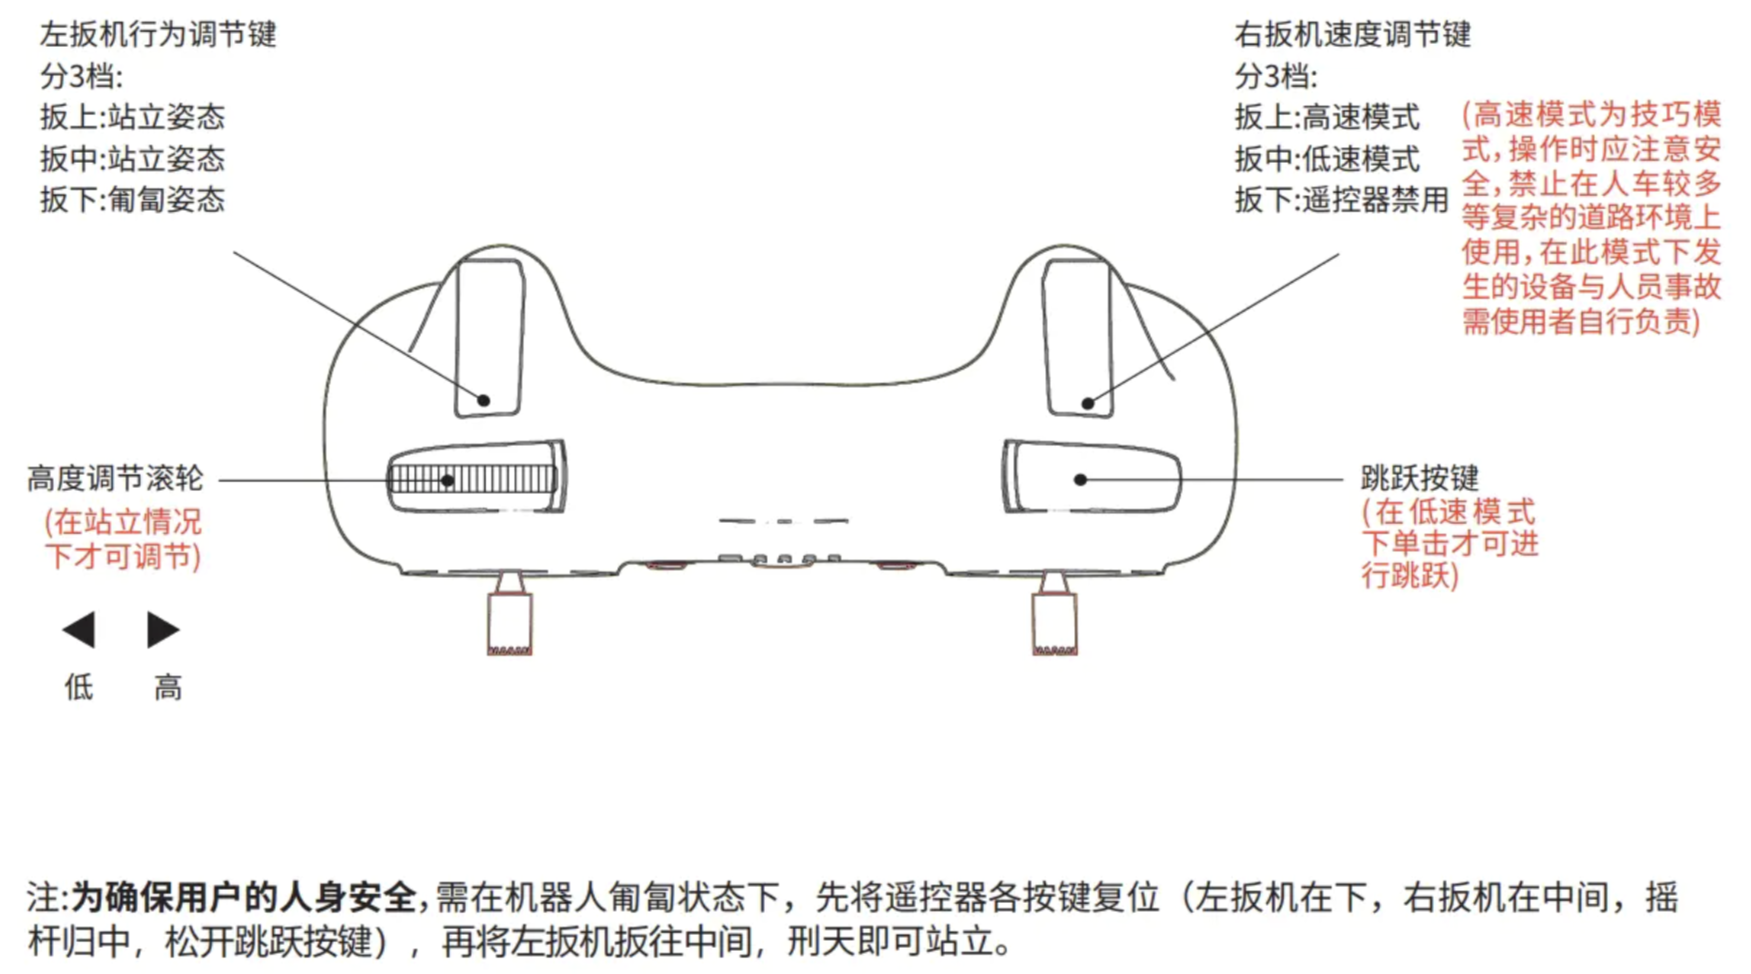 左扳机行为调节键
分3档:
扳上:站立姿态
扳中:站立姿态
扳下:匍匐姿态
右扳机速度调节键
分3档:
扳上:高速模式
扳中:低速模式
扳下:遥控器禁用
(高速模式为技巧模
式,操作时应注意安
全,禁止在人车较多
等复杂的道路环境上
使用,在此模式下发
生的设备与人员事故
需使用者自行负责)
高度调节滚轮
(在站立情况
下才可调节)
低 高
跳跃按键
(在低速模式
下单击才可进
行跳跃)
注:为确保用户的人身安全,需在机器人匍匐状态下，先将遥控器各按键复位（左扳机在下，右扳机在中间，摇
杆归中，松开跳跃按键），再将左扳机扳往中间，刑天即可站立。